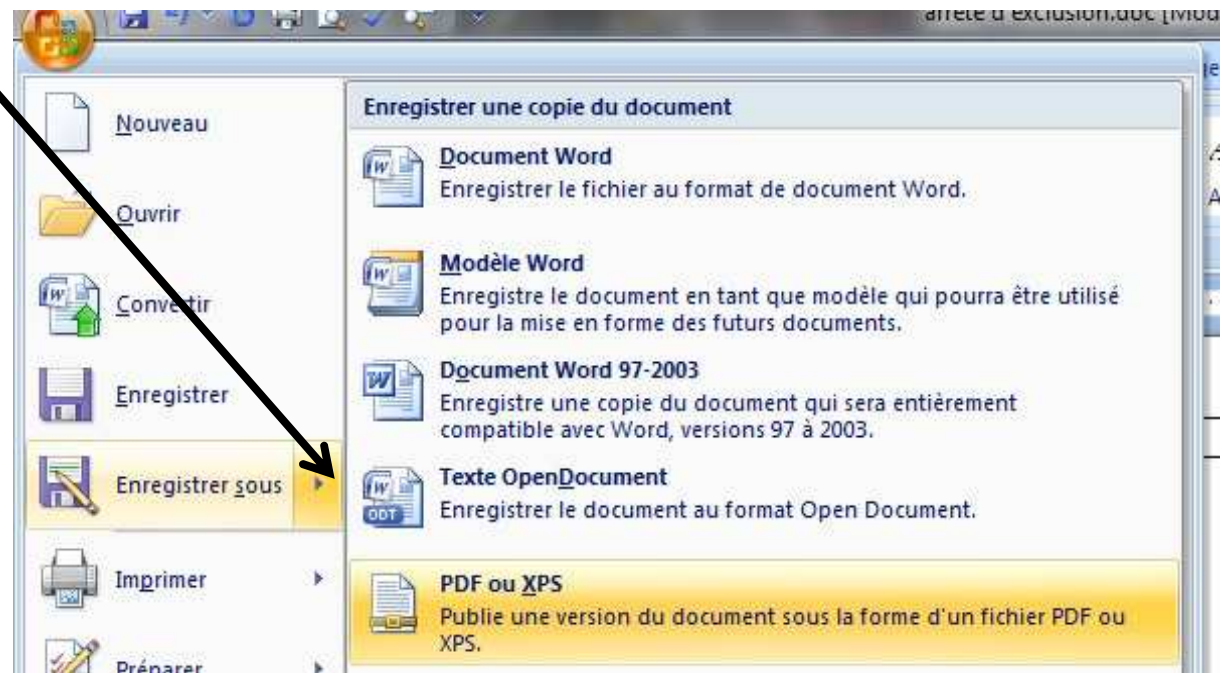 arrete d'exclusion.doc [Mod
Nouveau
Ouvrir
Convertir
Enregistrer
Enregistrer sous
Imprimer
Préparer
Enregistrer une copie du document
Document Word
Enregistrer le fichier au format de document Word.
Modèle Word
Enregistre le document en tant que modèle qui pourra être utilisé
pour la mise en forme des futurs documents.
Document Word 97-2003
Enregistre une copie du document qui sera entièrement
compatible avec Word, versions 97 à 2003.
Texte OpenDocument
ODT
Enregistrer le document au format Open Document.
PDF ou XPS
Publie une version du document sous la forme d'un fichier PDF ou
XPS.